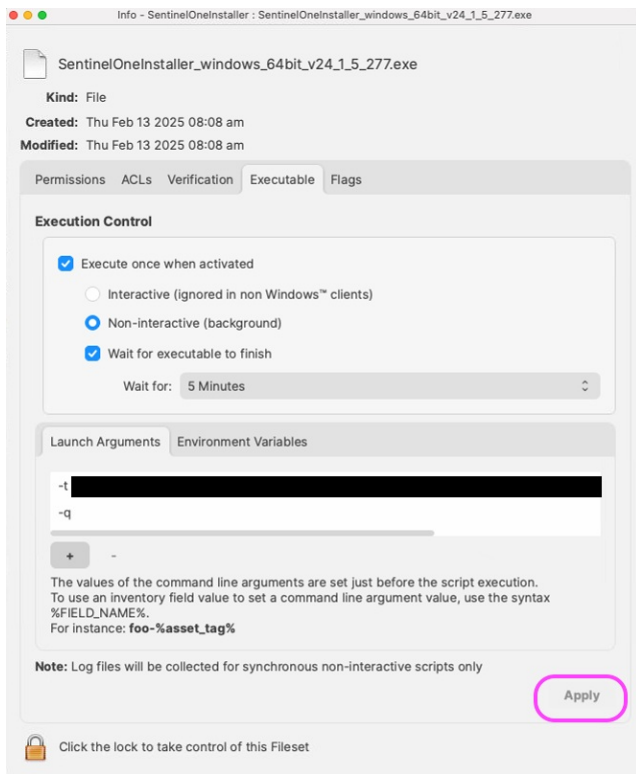 Info - SentinelOneInstaller : SentinelOneInstaller_windows_64bit_v24_1_5_277.exe
SentinelOneInstaller_windows_64bit_v24_1_5_277.exe
Kind: File
Created: Thu Feb 13 2025 08:08 am
Modified: Thu Feb 13 2025 08:08 am
Permissions ACLs Verification Executable Flags
Execution Control
Execute once when activated
Interactive (ignored in non Windows™ clients)
Non-interactive (background)
Wait for executable to finish
Wait for: 5 Minutes
Launch Arguments Environment Variables
-t
-q
+ -
The values of the command line arguments are set just before the script execution.
To use an inventory field value to set a command line argument value, use the syntax
%FIELD_NAME%.
For instance: foo-%asset_tag%
Note: Log files will be collected for synchronous non-interactive scripts only
Apply
Click the lock to take control of this Fileset